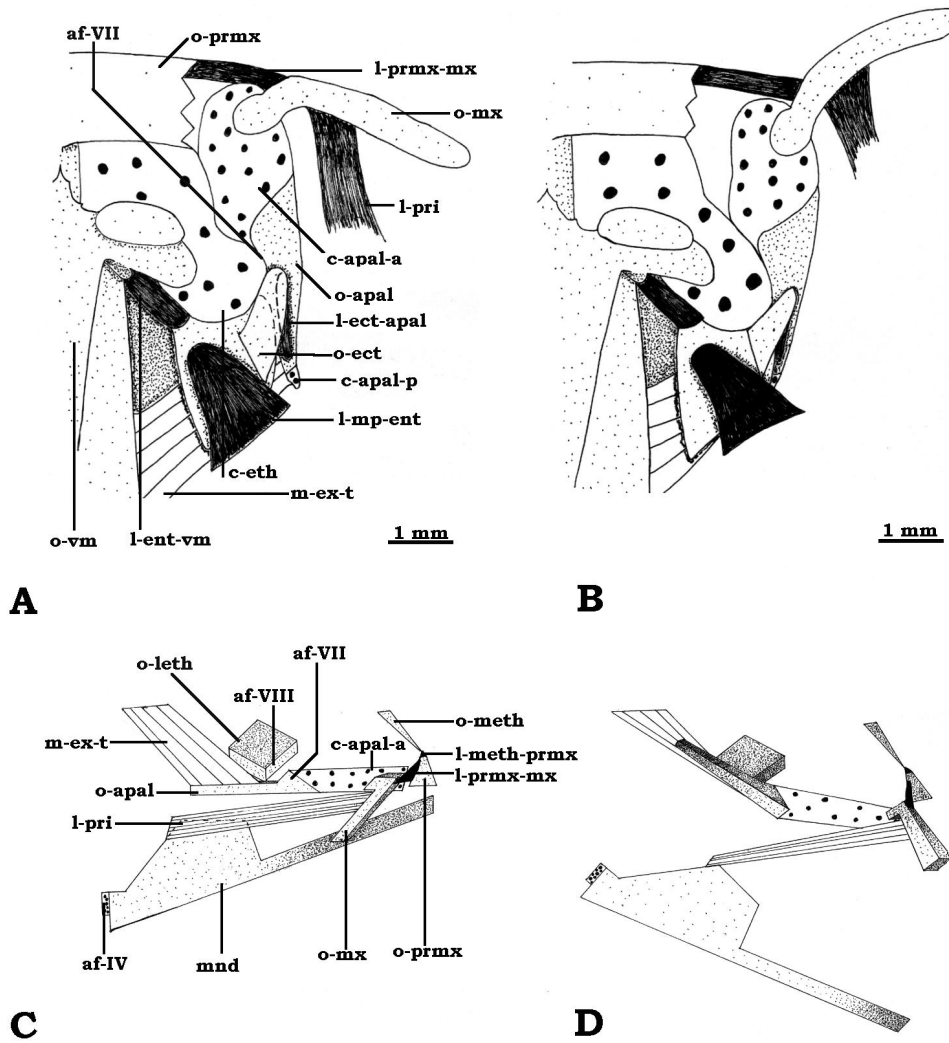 af-VII
o-prmx
l-prmx-mx
o-mx
l-pri
c-apal-a
o-apal
l-ect-apal
o-ect
c-apal-p
l-mp-ent
c-eth
m-ex-t
o-vm
l-ent-vm
1 mm
1 mm
A
B
o-leth
af-VIII
af-VII
m-ex-t
c-apal-a
o-meth
l-meth-prmx
l-prmx-mx
o-apal
l-pri
af-IV
mnd
o-mx
o-prmx
C
D